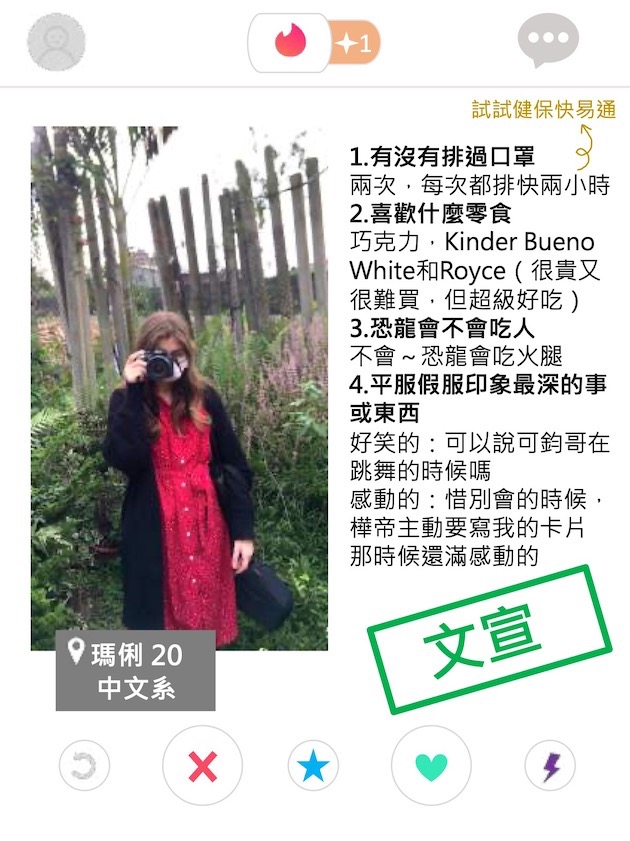 1
試試健保快易通
1.有沒有排過口罩
兩次，每次都排快兩小時
2.喜歡什麼零食
巧克力，Kinder Bueno
White和Royce（很貴又
很難買，但超級好吃）
3.恐龍會不會吃人
不會～恐龍會吃火腿
4.平服假服印象最深的事
或東西
好笑的：可以說可鈞哥在
跳舞的時候嗎
感動的：惜別會的時候，
樺帝主動要寫我的卡片
那時候還滿感動的
文宣
瑪俐 20
中文系